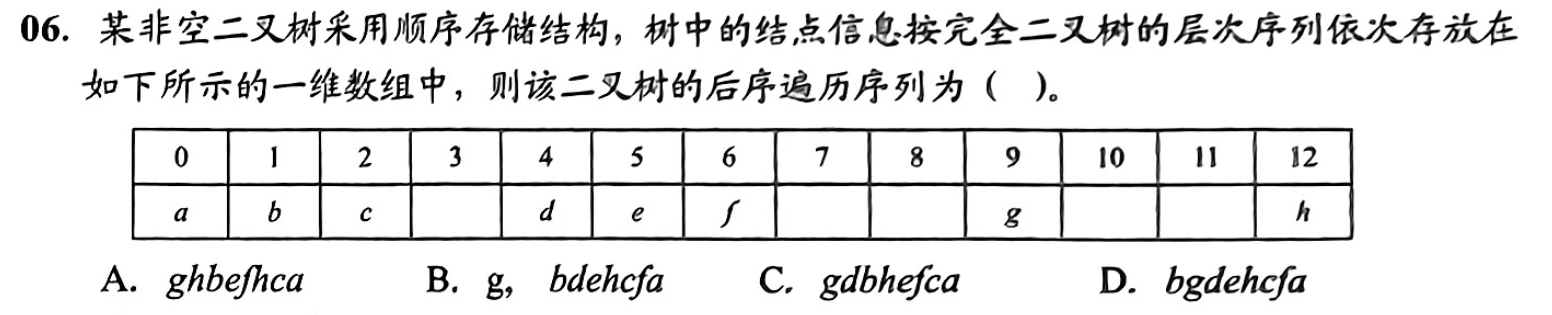 06. 某非空二叉树采用顺序存储结构，树中的结点信息按完全二叉树的层次序列依次存放在
如下所示的一维数组中，则该二叉树的后序遍历序列为（ ）。
0 1 2 3 4 5 6 7 8 9 10 11 12
a b c d e f g h
A. ghbefhca B. g, bdehcfa C. gdbhefca D. bgdehcfa